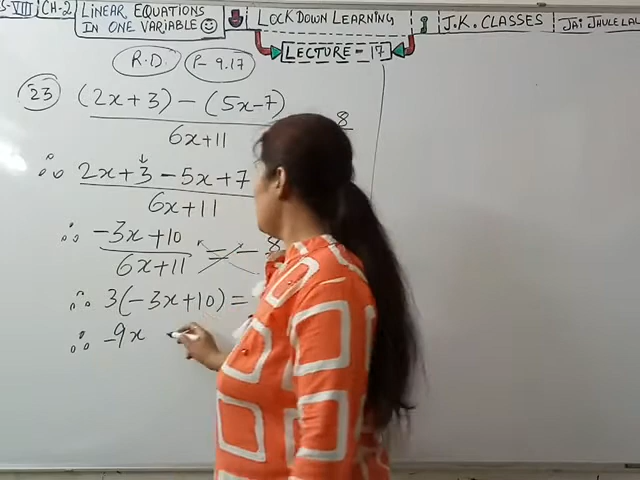 S-VIII CH-2 LINEAR EQUATIONS IN ONE VARIABLE LOCKDOWN LEARNING J.K. CLASSES JAI JHULELAL
LECTURE - 17
R.D. P- 9.17
23 (2x+3) - (5x-7) 8
6x+11
∴ 2x+3 - 5x+7
6x+11
∴ -3x+10 = - 8
6x+11
∴ 3(-3x+10) =
∴ -9x